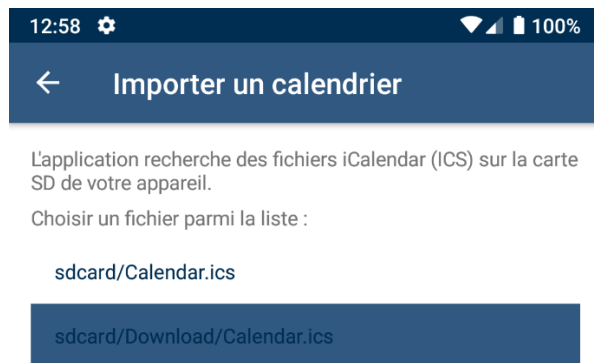 12:58 100%
Importer un calendrier
L'application recherche des fichiers iCalendar (ICS) sur la carte
SD de votre appareil.
Choisir un fichier parmi la liste :
sdcard/Calendar.ics
sdcard/Download/Calendar.ics